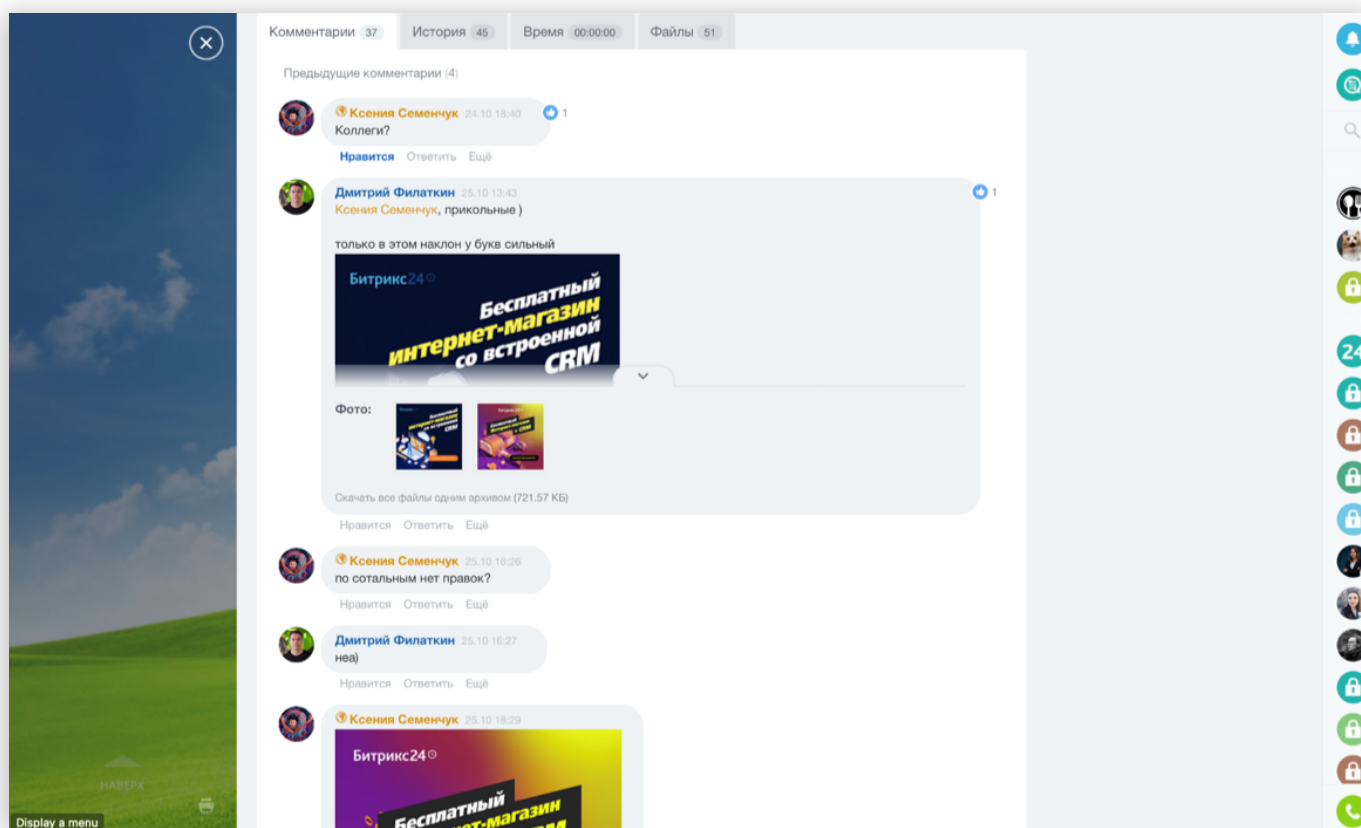 Комментарии 37 История 45 Время 00:00:00 Файлы 51
Предыдущие комментарии (4)
Ксения Семенчук 24.10 18:40 1
Коллеги?
Нравится Ответить Ещё
Дмитрий Филаткин 25.10 13:43 1
Ксения Семенчук, прикольные )
только в этом наклон у букв сильный
Битрикс24
Бесплатный
интернет-магазин
со встроенной
CRM
Фото:
Скачать все файлы одним архивом (721.57 КБ)
Нравится Ответить Ещё
Ксения Семенчук 25.10 16:26
по сотальным нет правок?
Нравится Ответить Ещё
Дмитрий Филаткин 25.10 16:27
неа)
Нравится Ответить Ещё
Ксения Семенчук 25.10 18:29
Битрикс24
Бесплатный
нет-магазин
НАВЕРХ
Display a menu
24